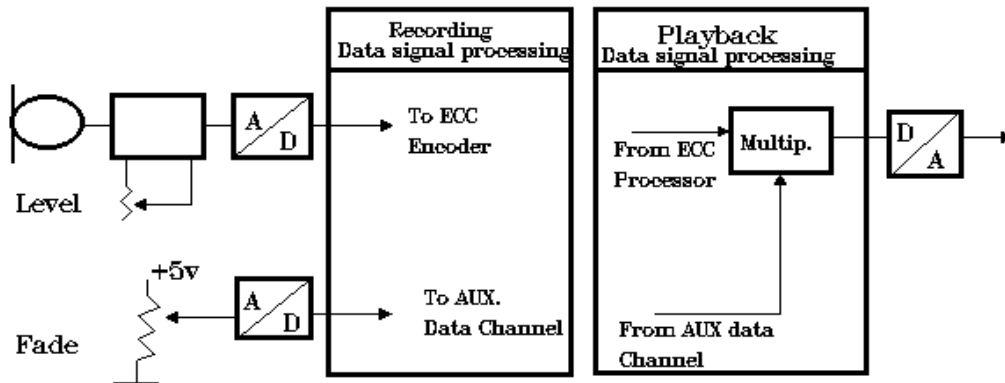 Recording
Data signal processing
A
D
To ECC
Encoder
Level
+5v
A
D
To AUX.
Data Channel
Fade
Playback
Data signal processing
From ECC
Processor
Multip.
D
A
From AUX data
Channel